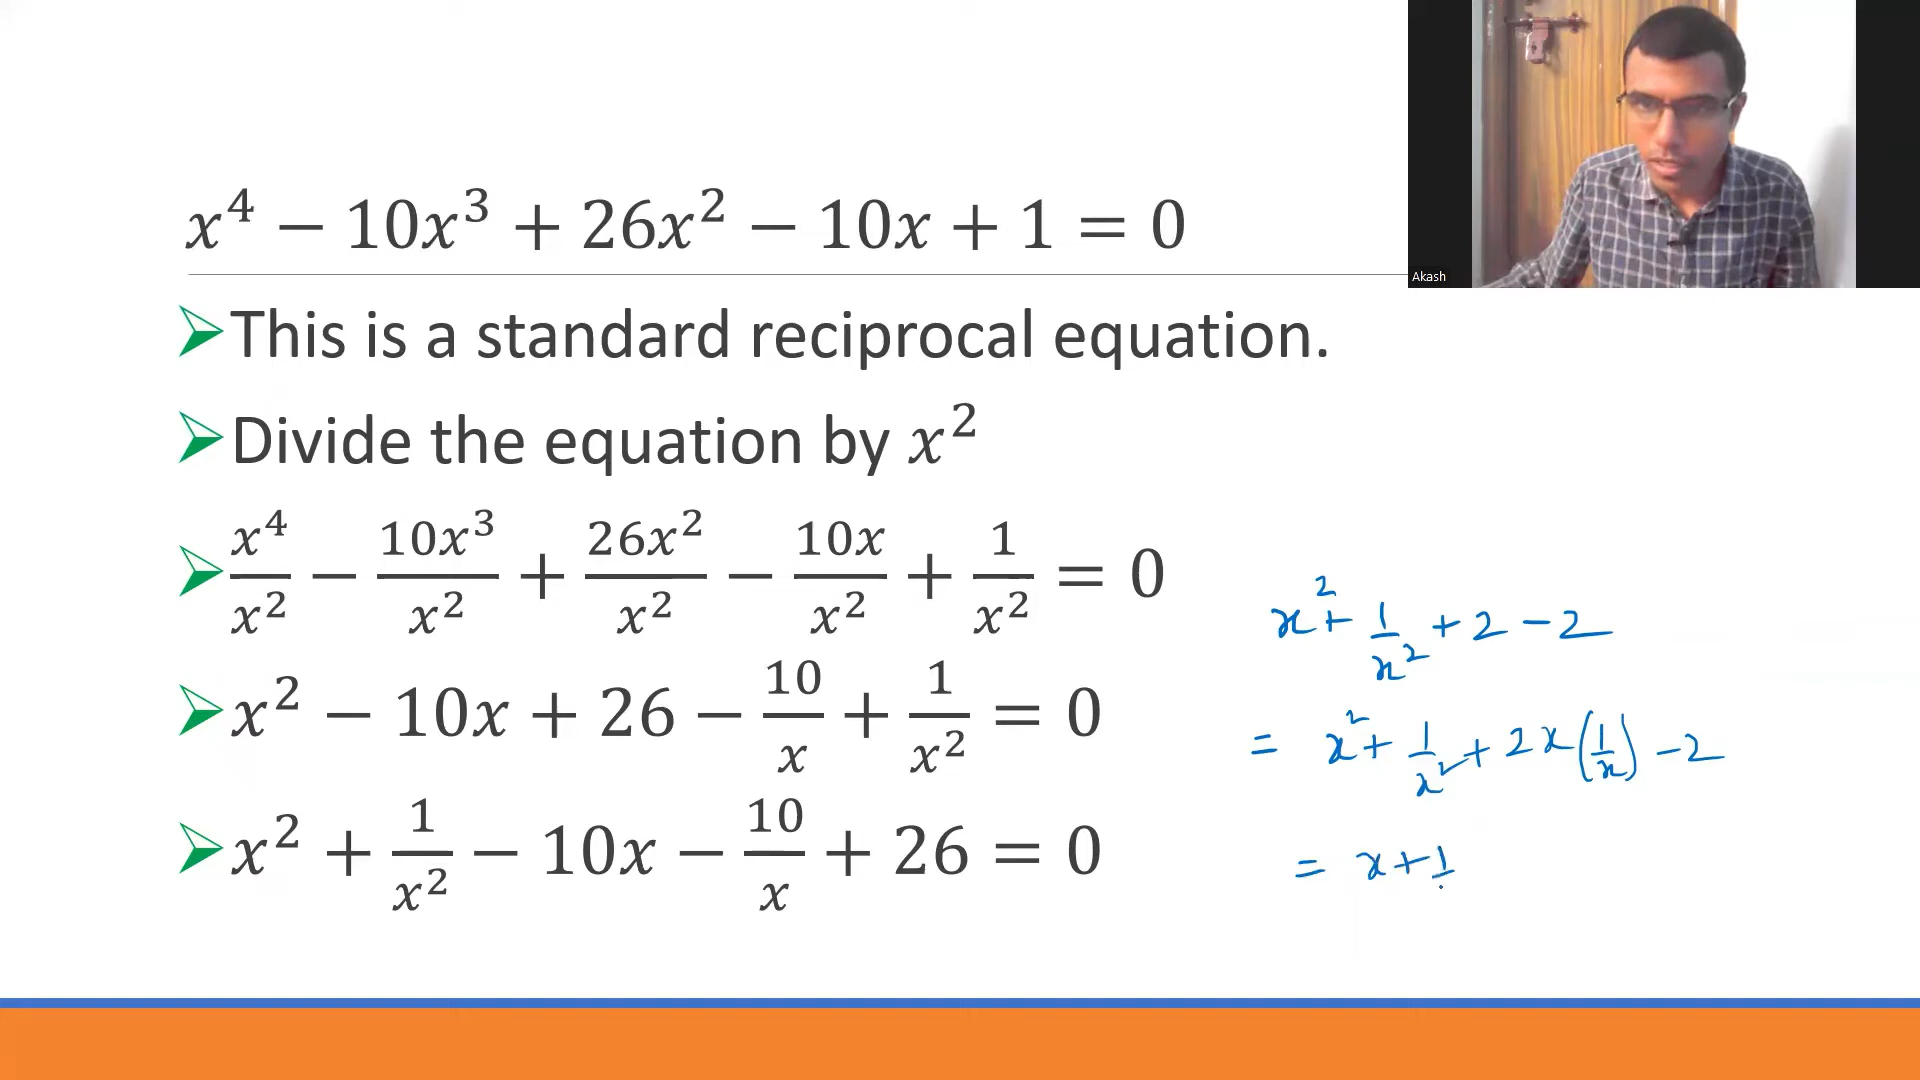 x⁴ − 10x³ + 26x² − 10x + 1 = 0
Akash
➢This is a standard reciprocal equation.
➢Divide the equation by x²
➢x⁴/x² − 10x³/x² + 26x²/x² − 10x/x² + 1/x² = 0
➢x² − 10x + 26 − 10/x + 1/x² = 0
➢x² + 1/x² − 10x − 10/x + 26 = 0
x² + 1/x² + 2 − 2
= x² + 1/x² + 2x(1/x) − 2
= x + 1